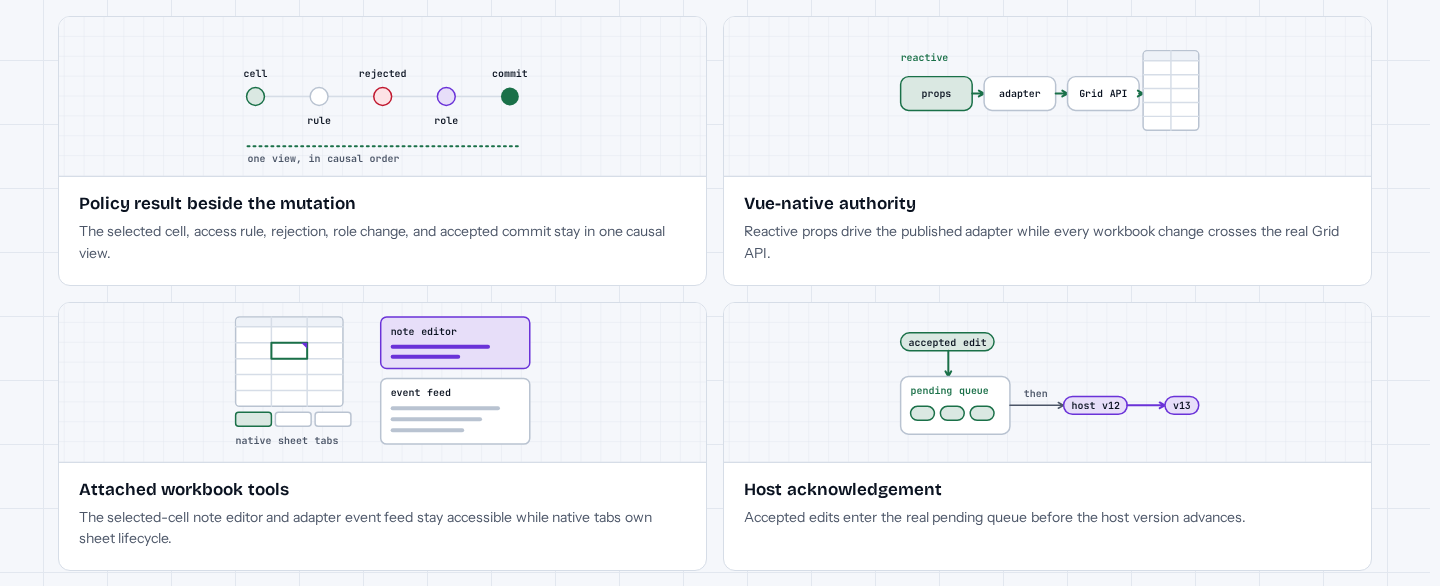 cell
rejected
commit
rule
role
one view, in causal order
Policy result beside the mutation
The selected cell, access rule, rejection, role change, and accepted commit stay in one causal
view.
reactive
props
adapter
Grid API
Vue-native authority
Reactive props drive the published adapter while every workbook change crosses the real Grid
API.
native sheet tabs
note editor
event feed
Attached workbook tools
The selected-cell note editor and adapter event feed stay accessible while native tabs own
sheet lifecycle.
accepted edit
pending queue
then
host v12
v13
Host acknowledgement
Accepted edits enter the real pending queue before the host version advances.